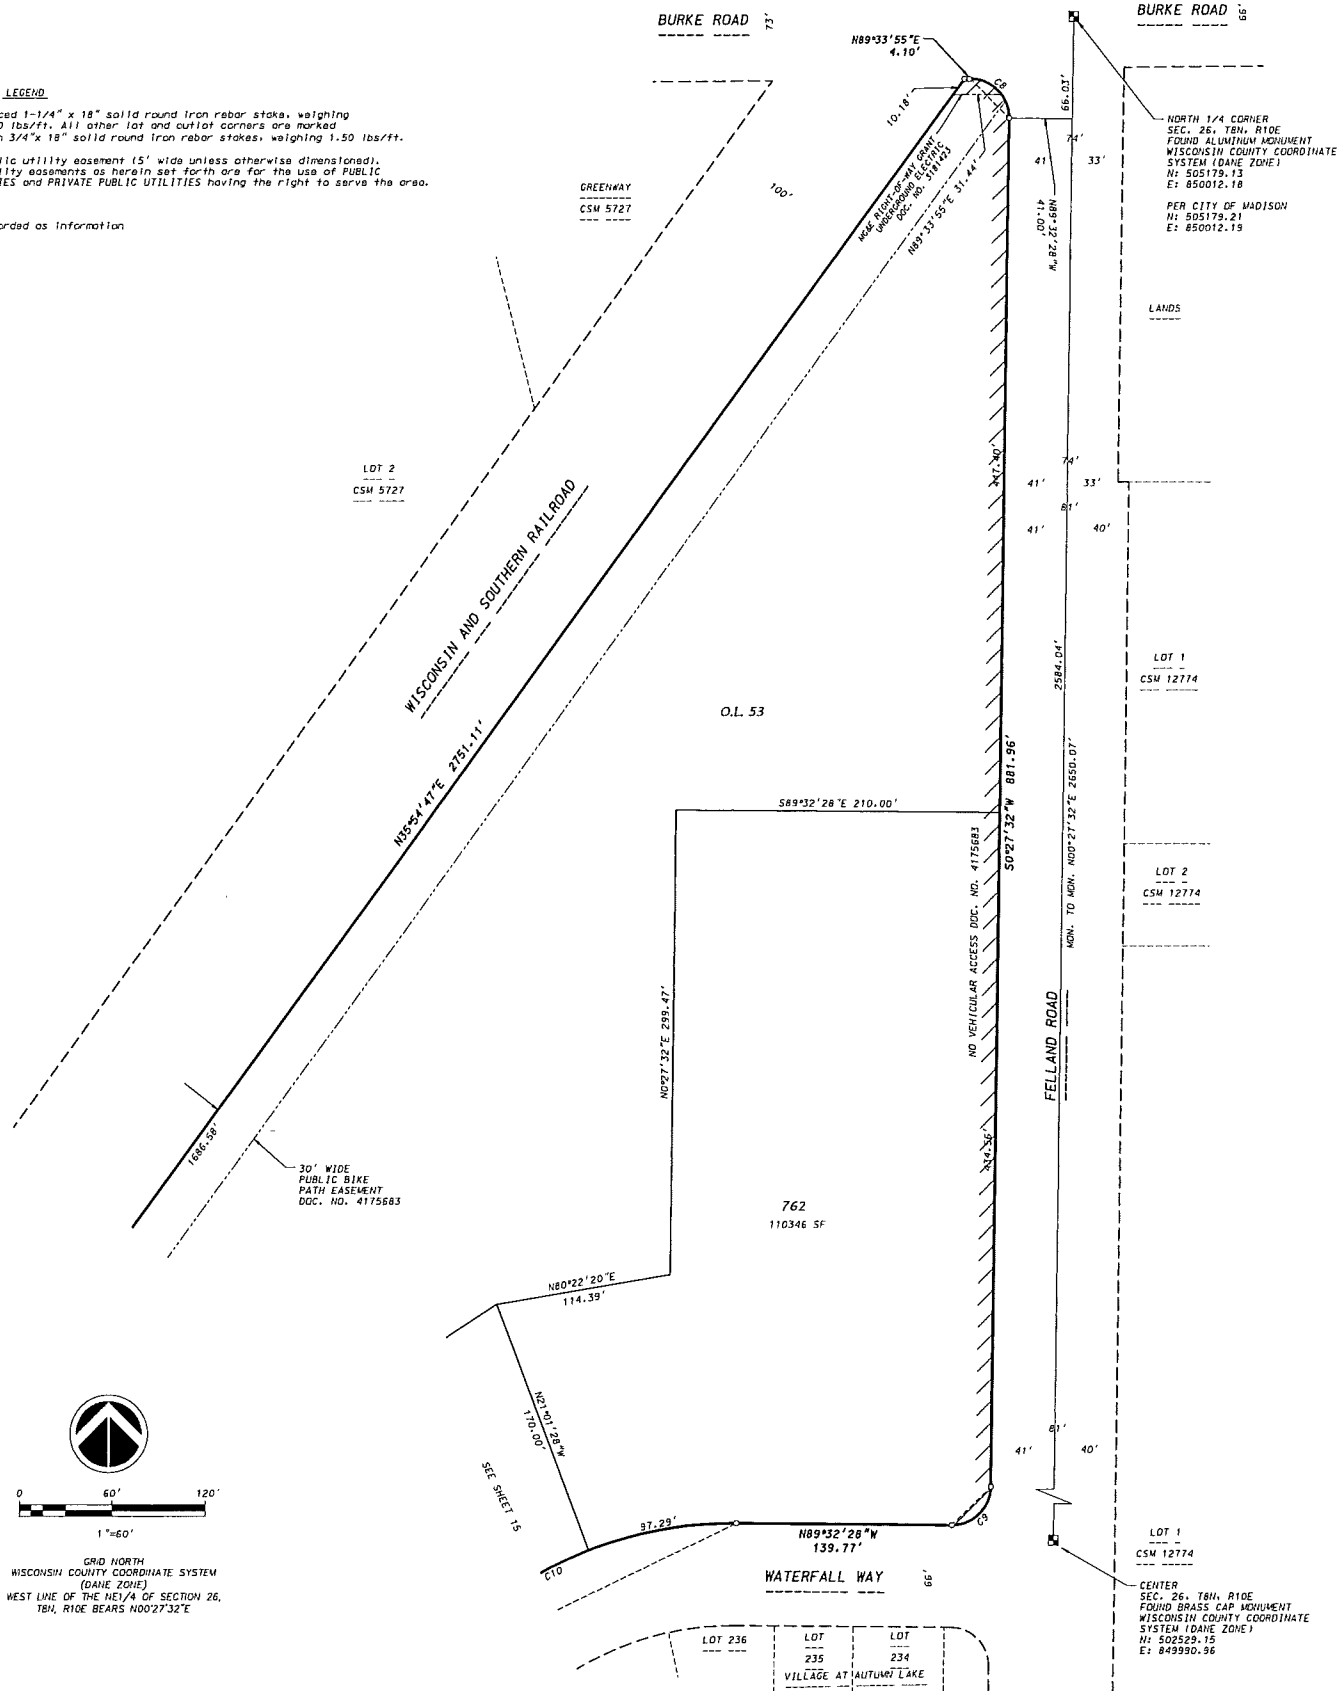 BURKE ROAD
73'
BURKE ROAD
66'
N89°33'55"E
4.10'
LEGEND
1-1/4" x 18" solid round iron rebar stake, weighing
lbs/ft. All other lot and outlot corners are marked
3/4"x 18" solid round iron rebar stakes, weighing 1.50 lbs/ft.
utility easement (5' wide unless otherwise dimensioned).
easements as herein set forth are for the use of PUBLIC
and PRIVATE PUBLIC UTILITIES having the right to serve the area.
as information
C8
66.03'
10.18'
NORTH 1/4 CORNER
SEC. 26, T8N, R10E
FOUND ALUMINUM MONUMENT
WISCONSIN COUNTY COORDINATE
SYSTEM (DANE ZONE)
N: 505179.13
E: 850012.18
PER CITY OF MADISON
N: 505179.21
E: 850012.19
74'
41'
33'
MG&E RIGHT-OF-WAY GRANT
UNDERGROUND ELECTRIC
DOC. NO. 3181423
N89°33'55"E 31.44'
N89°32'28"W
41.00'
GREENWAY
CSM 5727
100'
LANDS
LOT 2
CSM 5727
74'
41'
33'
81'
41'
40'
447.40'
WISCONSIN AND SOUTHERN RAILROAD
N35°54'47"E 2751.11'
2584.04'
LOT 1
CSM 12774
O.L. 53
S0°27'32"W 881.96'
MON. TO MON. N00°27'32"E 2650.07'
S89°32'28"E 210.00'
NO VEHICULAR ACCESS DOC. NO. 4175683
LOT 2
CSM 12774
N0°27'32"E 299.47'
FELLAND ROAD
1686.58'
434.56'
30' WIDE
PUBLIC BIKE
PATH EASEMENT
DOC. NO. 4175683
762
110346 SF
N80°22'20"E
114.39'
N21°01'28"W
170.00'
SEE SHEET 15
81'
41'
40'
0 60' 120'
1"=60'
GRID NORTH
WISCONSIN COUNTY COORDINATE SYSTEM
(DANE ZONE)
WEST LINE OF THE NE1/4 OF SECTION 26,
T8N, R10E BEARS N00°27'32"E
97.29'
C10
N89°32'28"W
139.77'
C9
WATERFALL WAY
66'
LOT 1
CSM 12774
CENTER
SEC. 26, T8N, R10E
FOUND BRASS CAP MONUMENT
WISCONSIN COUNTY COORDINATE
SYSTEM (DANE ZONE)
N: 502529.15
E: 849990.96
LOT 236
LOT
235
LOT
234
VILLAGE AT AUTUMN LAKE